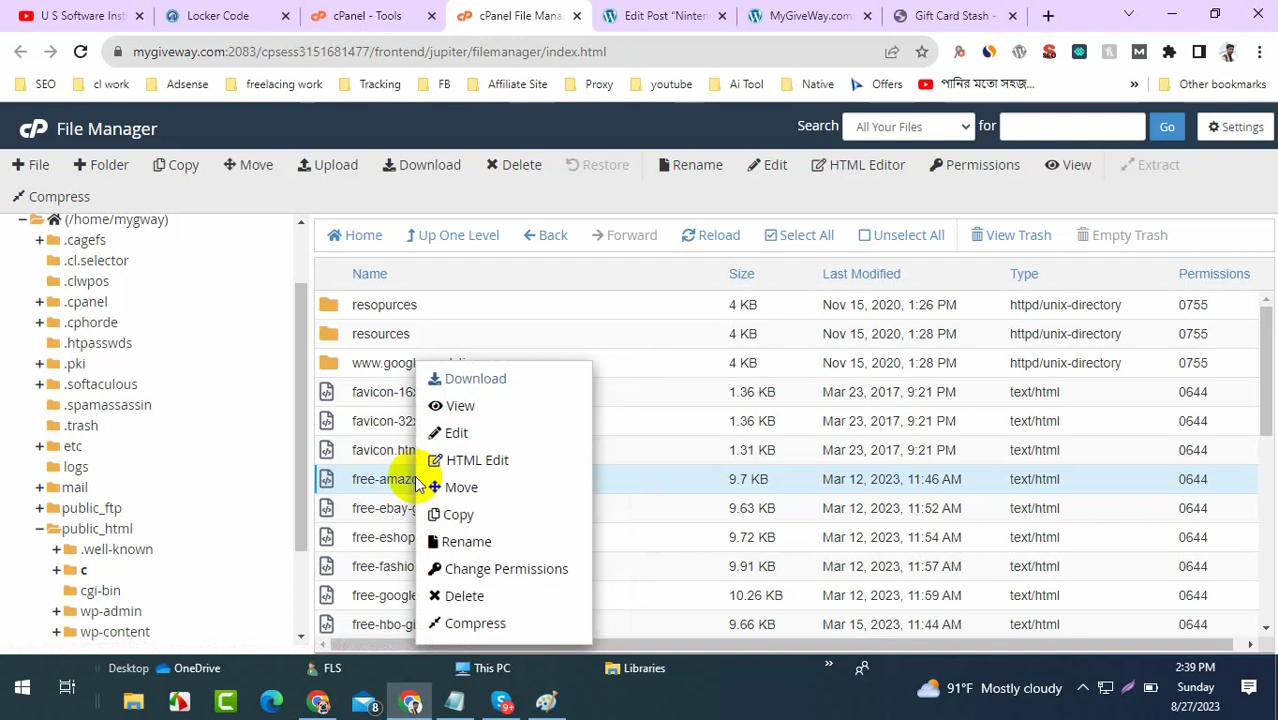 U S Software Inst
Locker Code
cPanel - Tools
cPanel File Mana
Edit Post “Ninten
MyGiveWay.com:
Gift Card Stash -
mygiveway.com:2083/cpsess3151681477/frontend/jupiter/filemanager/index.html
SEO
cl work
Adsense
freelacing work
Tracking
FB
Affiliate Site
Proxy
youtube
Ai Tool
Native
Offers
পানির মতো সহজ...
»
Other bookmarks
cP File Manager
Search
All Your Files
for
Go
Settings
File
Folder
Copy
Move
Upload
Download
Delete
Restore
Rename
Edit
HTML Editor
Permissions
View
Extract
Compress
(/home/mygway)
.cagefs
.cl.selector
.clwpos
.cpanel
.cphorde
.htpasswds
.pki
.softaculous
.spamassassin
.trash
etc
logs
mail
public_ftp
public_html
.well-known
c
cgi-bin
wp-admin
wp-content
Home
Up One Level
Back
Forward
Reload
Select All
Unselect All
View Trash
Empty Trash
Name Size Last Modified Type Permissions
resopurces 4 KB Nov 15, 2020, 1:26 PM httpd/unix-directory 0755
resources 4 KB Nov 15, 2020, 1:28 PM httpd/unix-directory 0755
www.goog 4 KB Nov 15, 2020, 1:28 PM httpd/unix-directory 0755
favicon-16 1.36 KB Mar 23, 2017, 9:21 PM text/html 0644
favicon-32 1.36 KB Mar 23, 2017, 9:21 PM text/html 0644
favicon.htm 1.31 KB Mar 23, 2017, 9:21 PM text/html 0644
free-amazo 9.7 KB Mar 12, 2023, 11:46 AM text/html 0644
free-ebay-g 9.63 KB Mar 12, 2023, 11:52 AM text/html 0644
free-eshop 9.72 KB Mar 12, 2023, 11:54 AM text/html 0644
free-fashio 9.91 KB Mar 12, 2023, 11:57 AM text/html 0644
free-google 10.26 KB Mar 12, 2023, 11:59 AM text/html 0644
free-hbo-gi 9.66 KB Mar 12, 2023, 11:44 AM text/html 0644
Download
View
Edit
HTML Edit
Move
Copy
Rename
Change Permissions
Delete
Compress
Desktop
OneDrive
FLS
This PC
Libraries
»
8
9+
91°F Mostly cloudy
2:39 PM
Sunday
8/27/2023